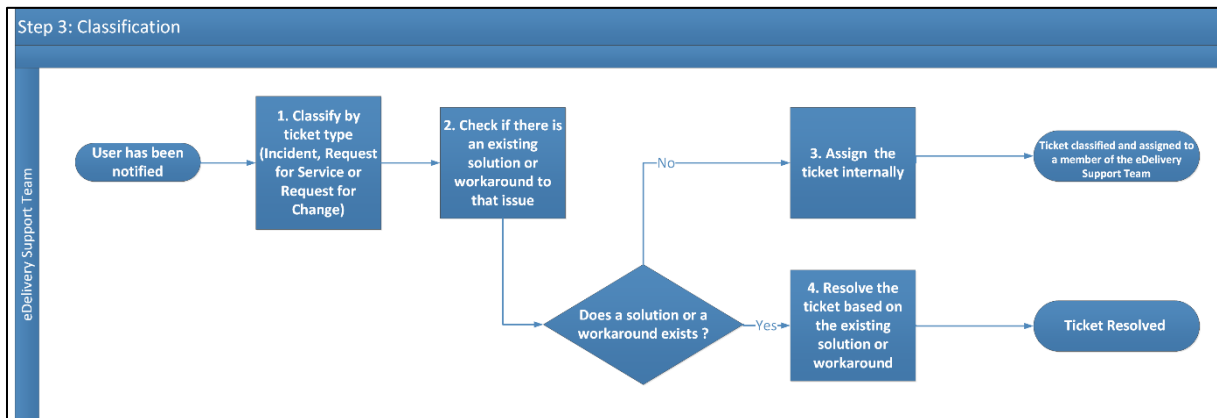 Step 3: Classification
eDelivery Support Team
User has been
notified
1. Classify by
ticket type
(Incident, Request
for Service or
Request for
Change)
2. Check if there is
an existing
solution or
workaround to
that issue
Does a solution or a
workaround exists ?
No
3. Assign the
ticket internally
Ticket classified and assigned to
a member of the eDelivery
Support Team
Yes
4. Resolve the
ticket based on
the existing
solution or
workaround
Ticket Resolved